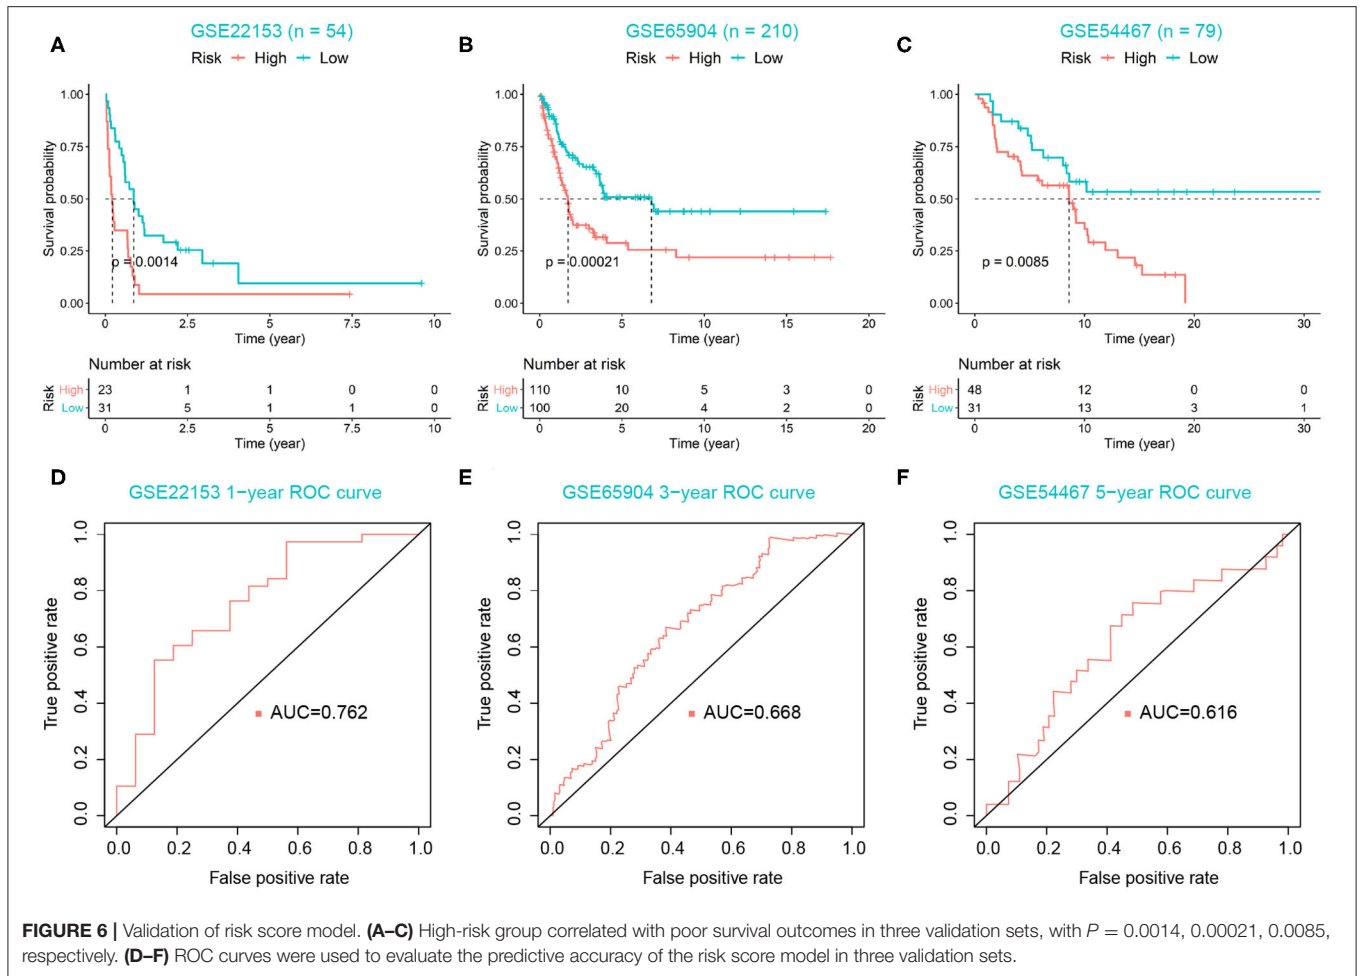 A
GSE22153 (n = 54)
Risk High Low
1.00
0.75
0.50
0.25
0.00
Survival probability
p = 0.0014
0 2.5 5 7.5 10
Time (year)
Number at risk
Risk
High 23 1 1 0 0
Low 31 5 1 1 0
0 2.5 5 7.5 10
Time (year)
B
GSE65904 (n = 210)
Risk High Low
1.00
0.75
0.50
0.25
0.00
Survival probability
p = 0.00021
0 5 10 15 20
Time (year)
Number at risk
Risk
High 110 10 5 3 0
Low 100 20 4 2 0
0 5 10 15 20
Time (year)
C
GSE54467 (n = 79)
Risk High Low
1.00
0.75
0.50
0.25
0.00
Survival probability
p = 0.0085
0 10 20 30
Time (year)
Number at risk
Risk
High 48 12 0 0
Low 31 13 3 1
0 10 20 30
Time (year)
D
GSE22153 1−year ROC curve
1.0
0.8
0.6
0.4
0.2
0.0
True positive rate
AUC=0.762
0.0 0.2 0.4 0.6 0.8 1.0
False positive rate
E
GSE65904 3−year ROC curve
1.0
0.8
0.6
0.4
0.2
0.0
True positive rate
AUC=0.668
0.0 0.2 0.4 0.6 0.8 1.0
False positive rate
F
GSE54467 5−year ROC curve
1.0
0.8
0.6
0.4
0.2
0.0
True positive rate
AUC=0.616
0.0 0.2 0.4 0.6 0.8 1.0
False positive rate
FIGURE 6 | Validation of risk score model. (A–C) High-risk group correlated with poor survival outcomes in three validation sets, with P = 0.0014, 0.00021, 0.0085,
respectively. (D–F) ROC curves were used to evaluate the predictive accuracy of the risk score model in three validation sets.